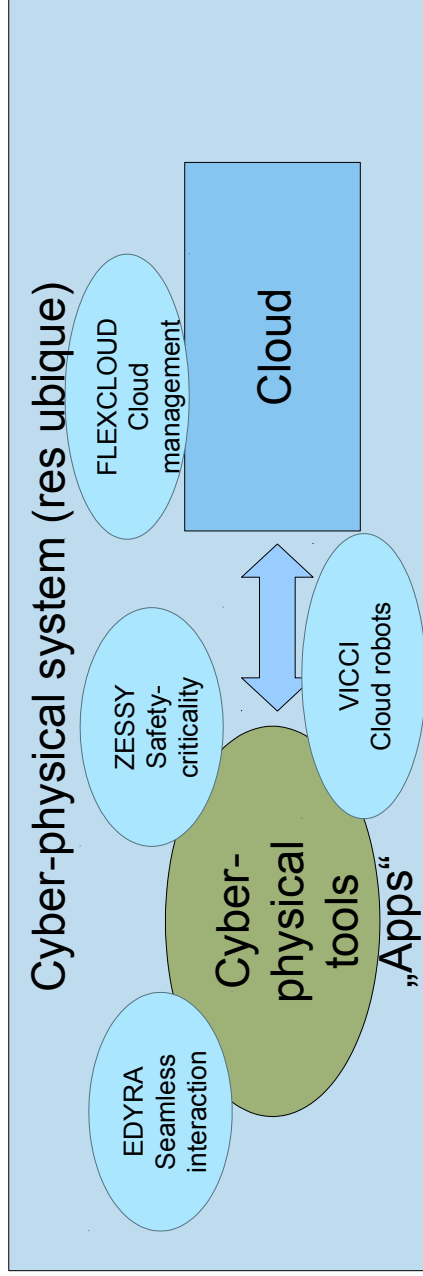 Cyber-physical system (res ubique)
EDYRA
Seamless
interaction
ZESSY
Safety-
criticality
FLEXCLOUD
Cloud
management
Cyber-
physical
tools
„Apps“
VICCI
Cloud robots
Cloud